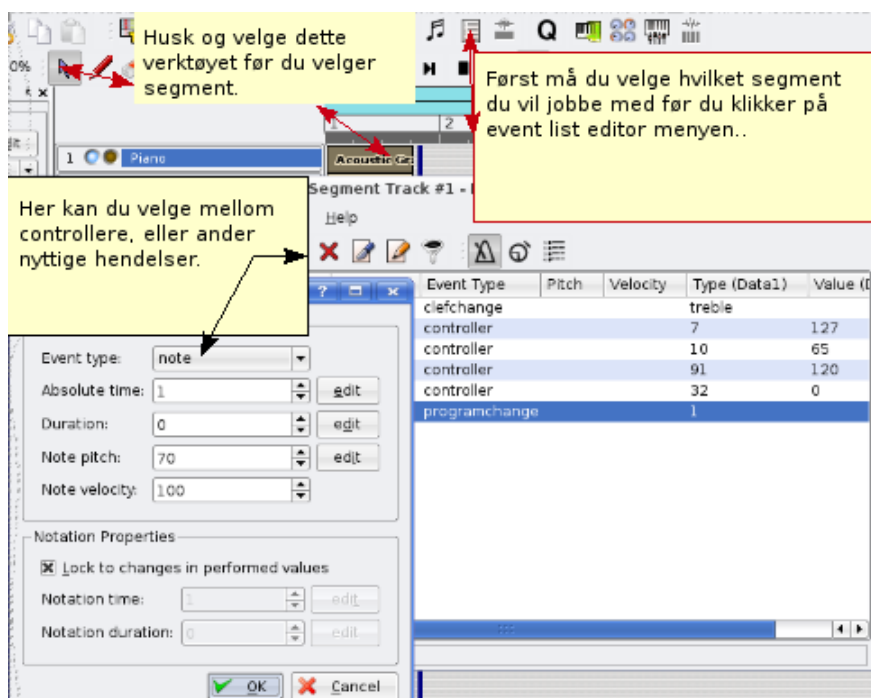 Husk og velge dette
verktøyet før du velger
segment.
Først må du velge hvilket segment
du vil jobbe med før du klikker på
event list editor menyen..
Q
0%
1 2
1 Piano
Acoustic
Segment Track #1 -
Her kan du velge mellom
controllere, eller ander
nyttige hendelser.
Help
Event Type Pitch Velocity Type (Data1) Value
clefchange treble
controller 7 127
controller 10 65
controller 91 120
controller 32 0
programchange 1
Event type: note
Absolute time: 1 edit
Duration: 0 edit
Note pitch: 70 edit
Note velocity: 100
Notation Properties
Lock to changes in performed values
Notation time: 1 edit
Notation duration: 0 edit
OK Cancel